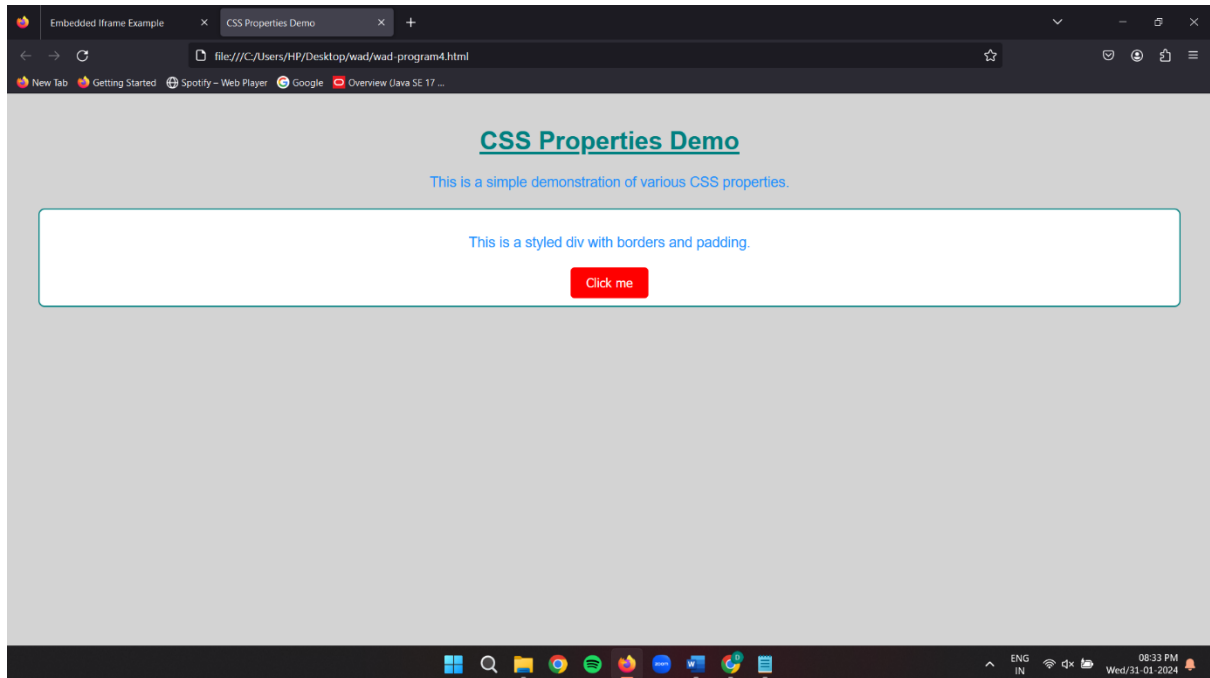 Embedded Iframe Example
CSS Properties Demo
file:///C:/Users/HP/Desktop/wad/wad-program4.html
New Tab Getting Started Spotify – Web Player Google Overview (Java SE 17 ...
CSS Properties Demo
This is a simple demonstration of various CSS properties.
This is a styled div with borders and padding.
Click me
zoom
W
D
ENG
IN
08:33 PM
Wed/31-01-2024